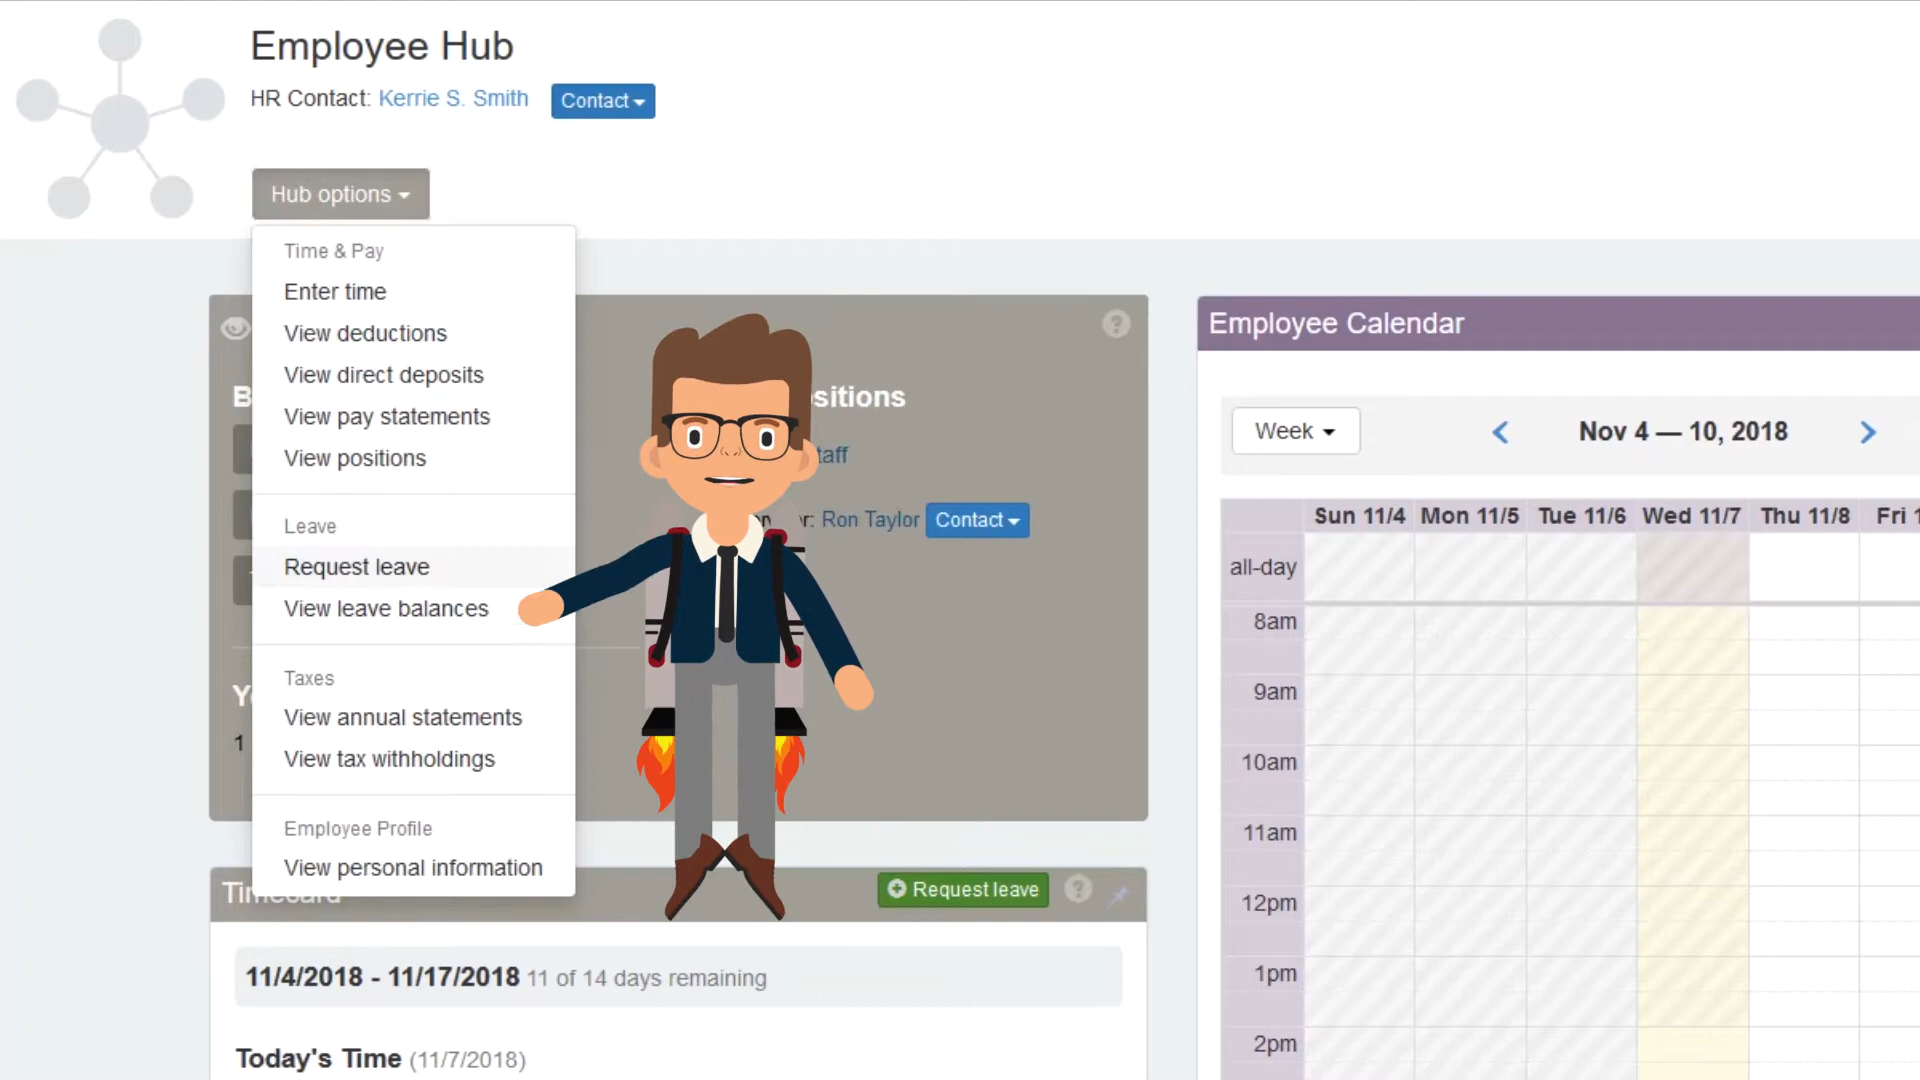 Employee Hub
HR Contact: Kerrie S. Smith Contact
Hub options
Time & Pay
Enter time
View deductions
View direct deposits
View pay statements
View positions
Leave
Request leave
View leave balances
Taxes
View annual statements
View tax withholdings
Employee Profile
View personal information
sitions
taff
r: Ron Taylor Contact
1
Request leave
11/4/2018 - 11/17/2018 11 of 14 days remaining
Today's Time (11/7/2018)
Employee Calendar
Week Nov 4 — 10, 2018
Sun 11/4 Mon 11/5 Tue 11/6 Wed 11/7 Thu 11/8 Fri 1
all-day
8am
9am
10am
11am
12pm
1pm
2pm